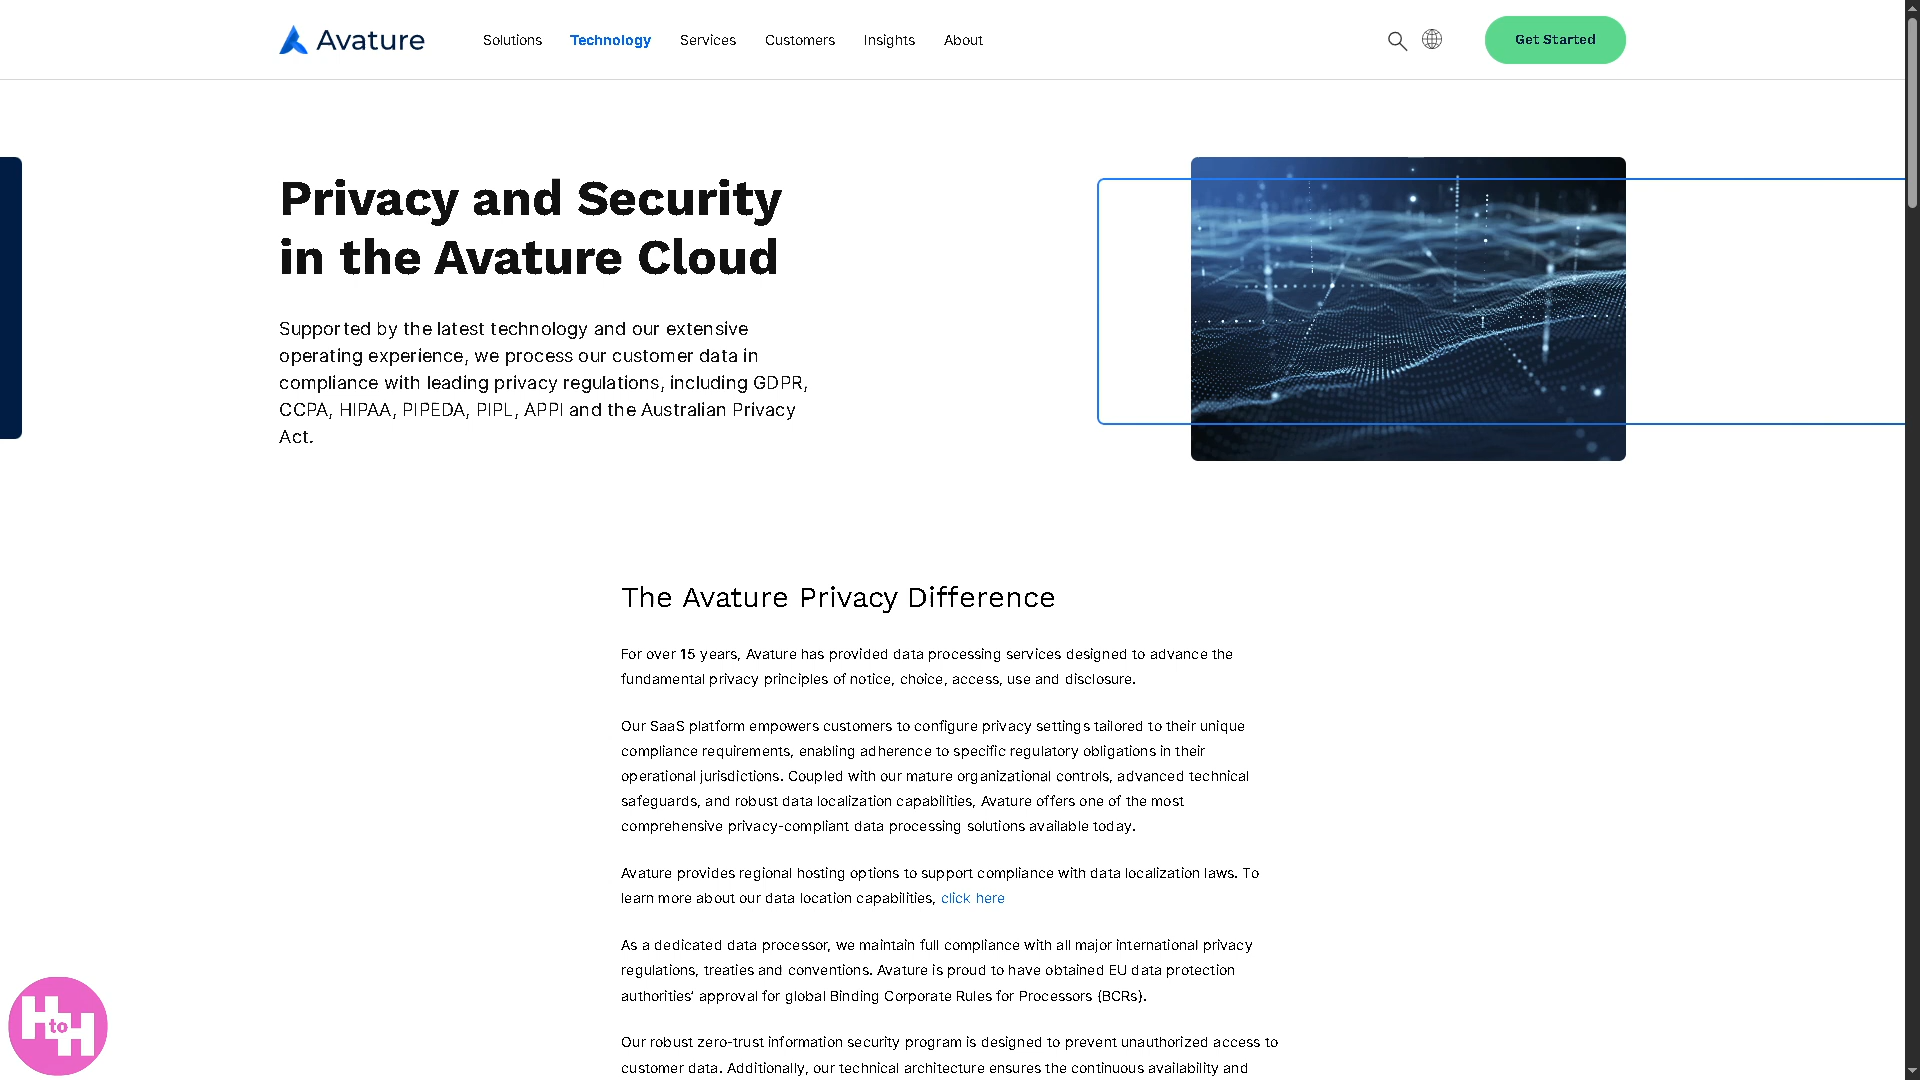 Avature
Solutions
Technology
Services
Customers
Insights
About
Get Started
Privacy and Security
in the Avature Cloud
Supported by the latest technology and our extensive
operating experience, we process our customer data in
compliance with leading privacy regulations, including GDPR,
CCPA, HIPAA, PIPEDA, PIPL, APPI and the Australian Privacy
Act.
The Avature Privacy Difference
For over 15 years, Avature has provided data processing services designed to advance the
fundamental privacy principles of notice, choice, access, use and disclosure.
Our SaaS platform empowers customers to configure privacy settings tailored to their unique
compliance requirements, enabling adherence to specific regulatory obligations in their
operational jurisdictions. Coupled with our mature organizational controls, advanced technical
safeguards, and robust data localization capabilities, Avature offers one of the most
comprehensive privacy-compliant data processing solutions available today.
Avature provides regional hosting options to support compliance with data localization laws. To
learn more about our data location capabilities, click here
As a dedicated data processor, we maintain full compliance with all major international privacy
regulations, treaties and conventions. Avature is proud to have obtained EU data protection
authorities’ approval for global Binding Corporate Rules for Processors (BCRs).
Our robust zero-trust information security program is designed to prevent unauthorized access to
customer data. Additionally, our technical architecture ensures the continuous availability and
H to H